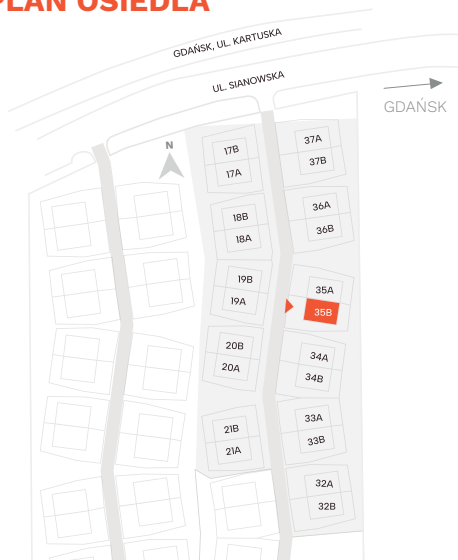 PLAN OSIEDLA
GDAŃSK, UL. KARTUSKA
UL. SIANOWSKA
GDAŃSK
N
17B
17A
37A
37B
18B
18A
36A
36B
19B
19A
35A
35B
20B
20A
34A
34B
21B
21A
33A
33B
32A
32B